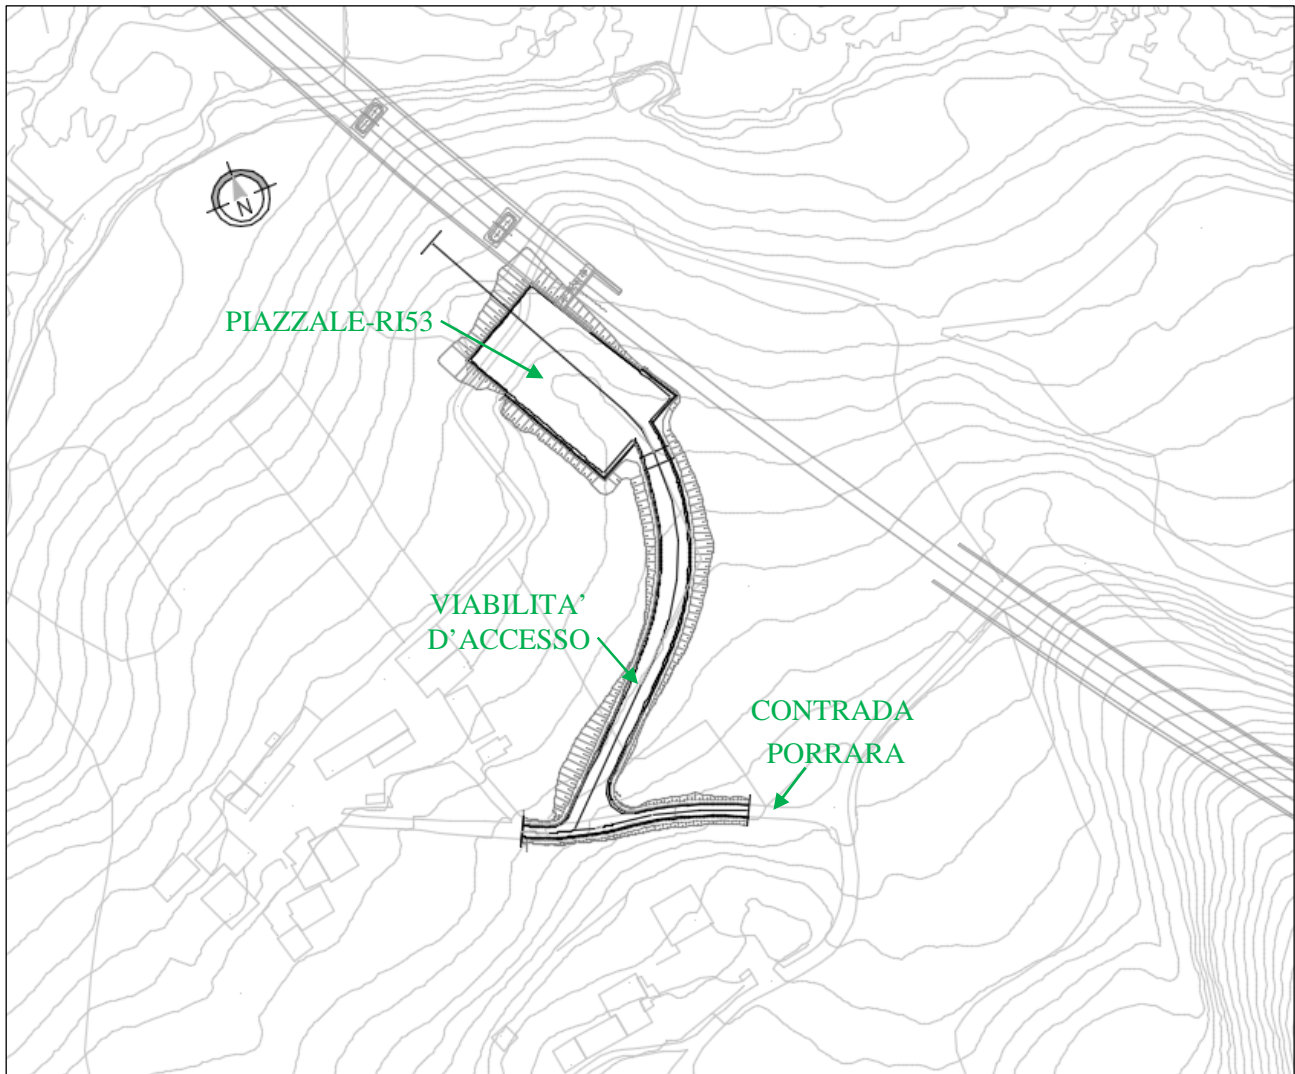 N
PIAZZALE-RI53
VIABILITA’
D’ACCESSO
CONTRADA
PORRARA